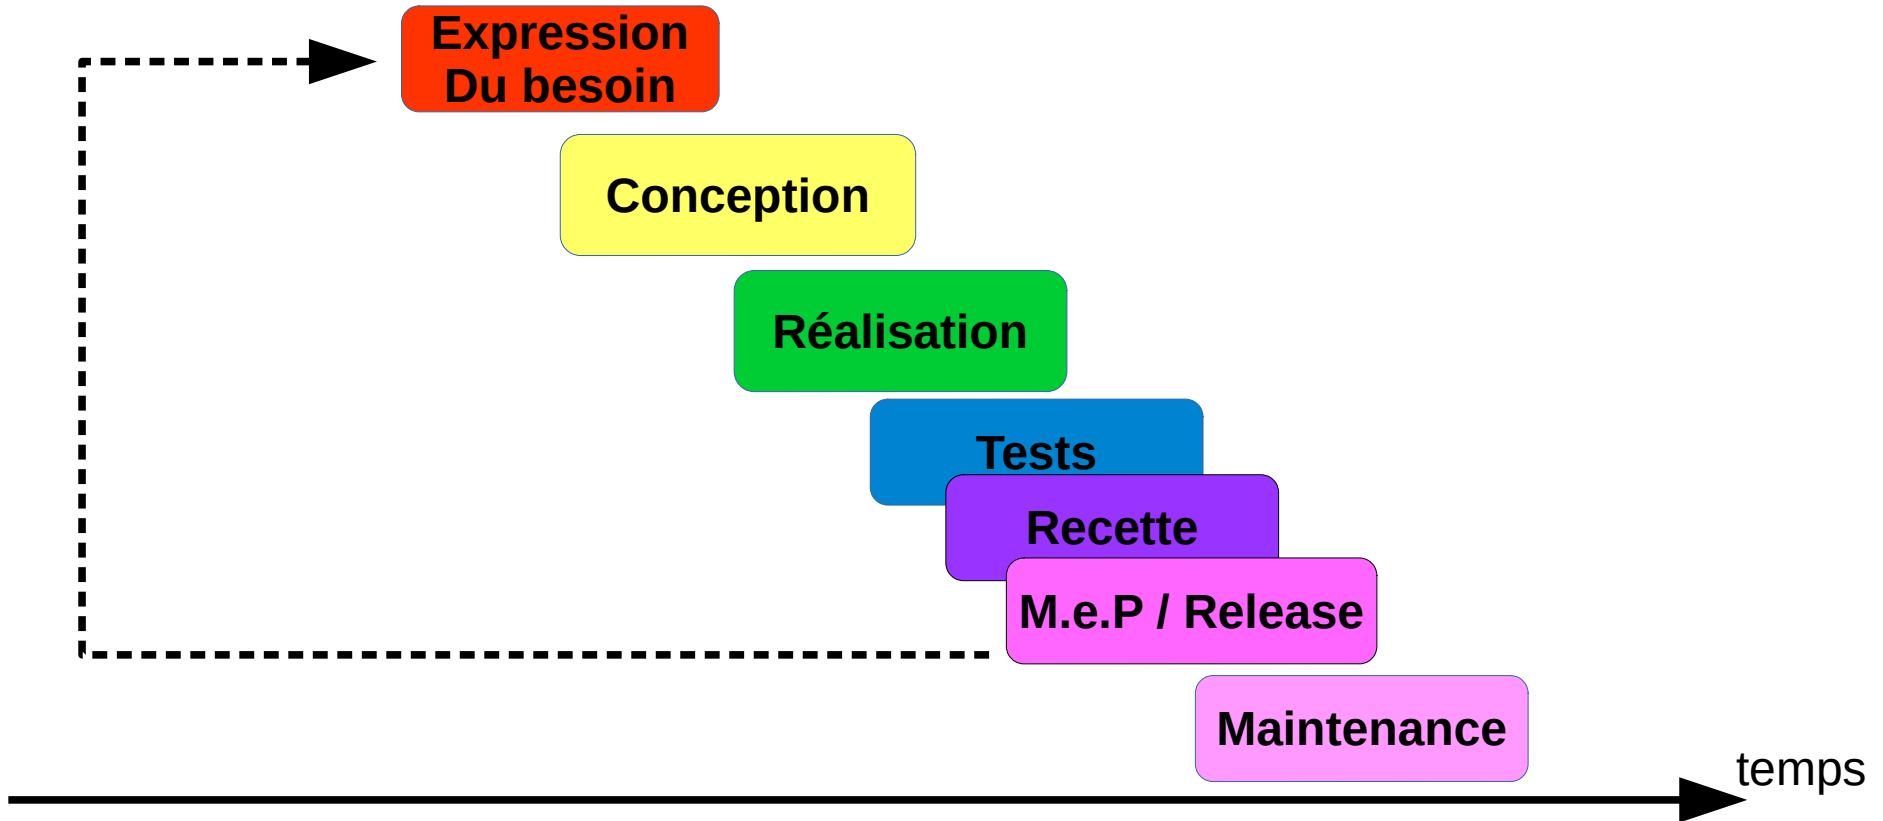 Expression
Du besoin
Conception
Réalisation
Tests
Recette
M.e.P / Release
Maintenance
temps